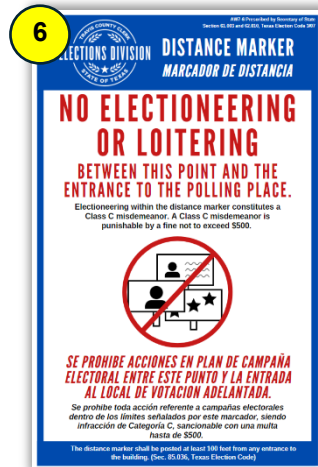 6
AW7-8 Prescribed by Secretary of State
Section 61.003 and 62.010, Texas Election Code 9/07
TRAVIS COUNTY CLERK
ELECTIONS DIVISION
STATE OF TEXAS
DISTANCE MARKER
MARCADOR DE DISTANCIA
NO ELECTIONEERING
OR LOITERING
BETWEEN THIS POINT AND THE
ENTRANCE TO THE POLLING PLACE.
Electioneering within the distance marker constitutes a
Class C misdemeanor. A Class C misdemeanor is
punishable by a fine not to exceed $500.
SE PROHIBE ACCIONES EN PLAN DE CAMPAÑA
ELECTORAL ENTRE ESTE PUNTO Y LA ENTRADA
AL LOCAL DE VOTACION ADELANTADA.
Se prohibe toda acción referente a campañas electorales
dentro de los límites señalados por este marcador, siendo
infracción de Categoría C, sancionable con una multa
hasta de $500.
The distance marker shall be posted at least 100 feet from any entrance to
the building. (Sec. 85.036, Texas Election Code)